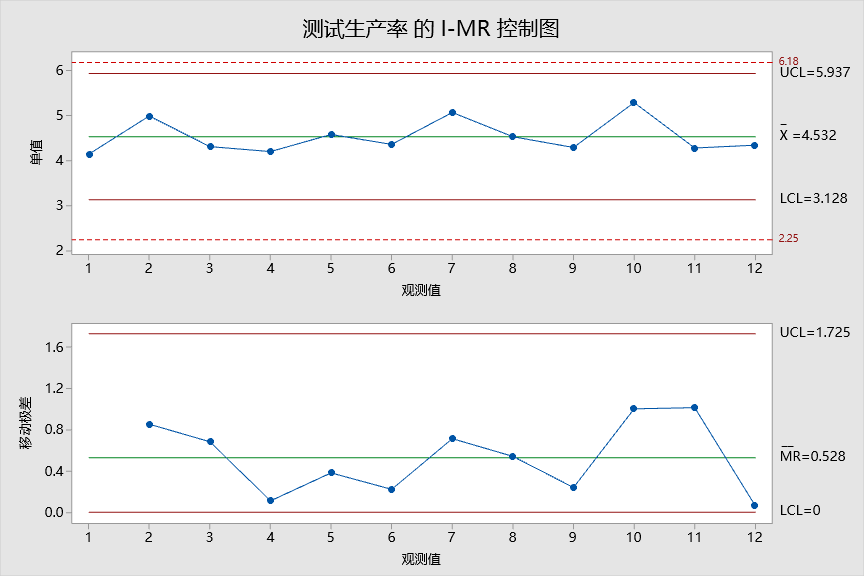 测试生产率 的 I-MR 控制图
6.18
6
UCL=5.937
5
X̄ =4.532
单值
4
LCL=3.128
3
2.25
2
1 2 3 4 5 6 7 8 9 10 11 12
观测值
UCL=1.725
1.6
1.2
移动极差
0.8
M̅R̅=0.528
0.4
LCL=0
0.0
1 2 3 4 5 6 7 8 9 10 11 12
观测值